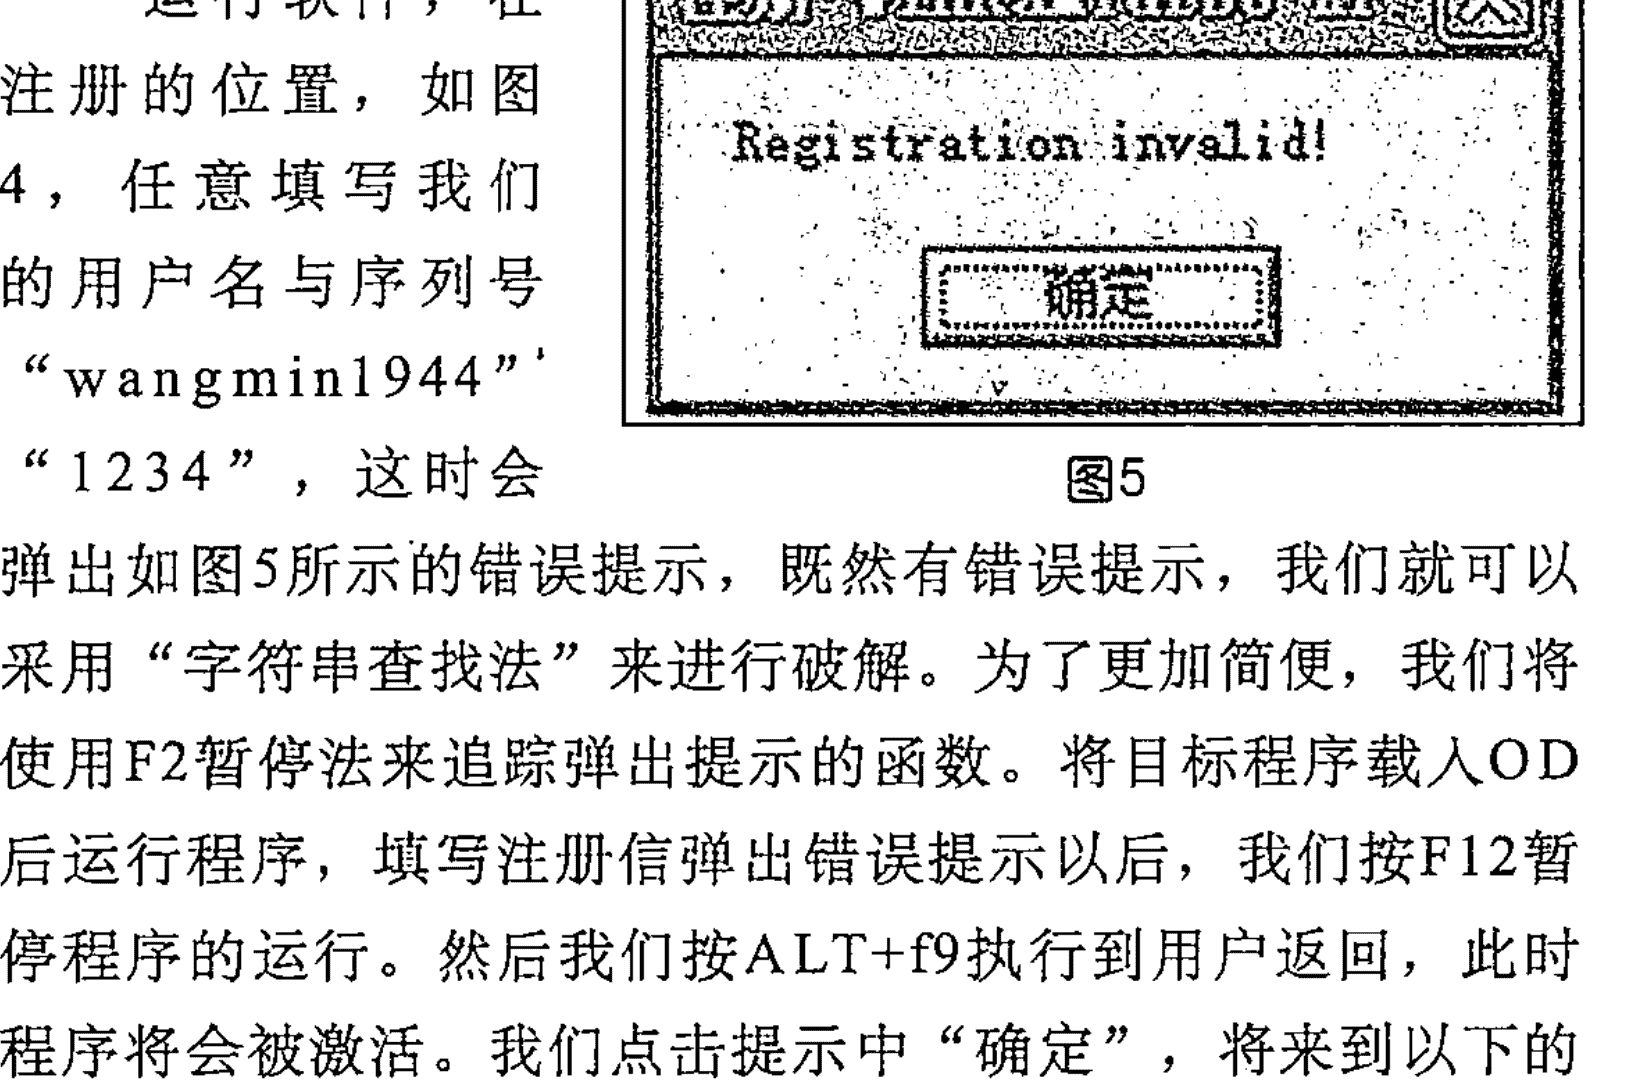 运行软件，在
注册的位置，如图
4，任意填写我们
的用户名与序列号
“wangmin1944”
“1234”，这时会
Registration invalid!
确定
图5
弹出如图5所示的错误提示，既然有错误提示，我们就可以
采用“字符串查找法”来进行破解。为了更加简便，我们将
使用F2暂停法来追踪弹出提示的函数。将目标程序载入OD
后运行程序，填写注册信弹出错误提示以后，我们按F12暂
停程序的运行。然后我们按ALT+f9执行到用户返回，此时
程序将会被激活。我们点击提示中“确定”，将来到以下的